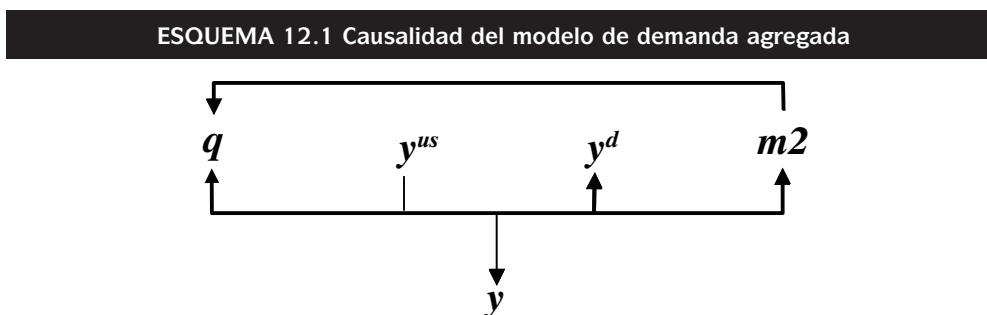 ESQUEMA 12.1 Causalidad del modelo de demanda agregada
q y^us y^d m2
y